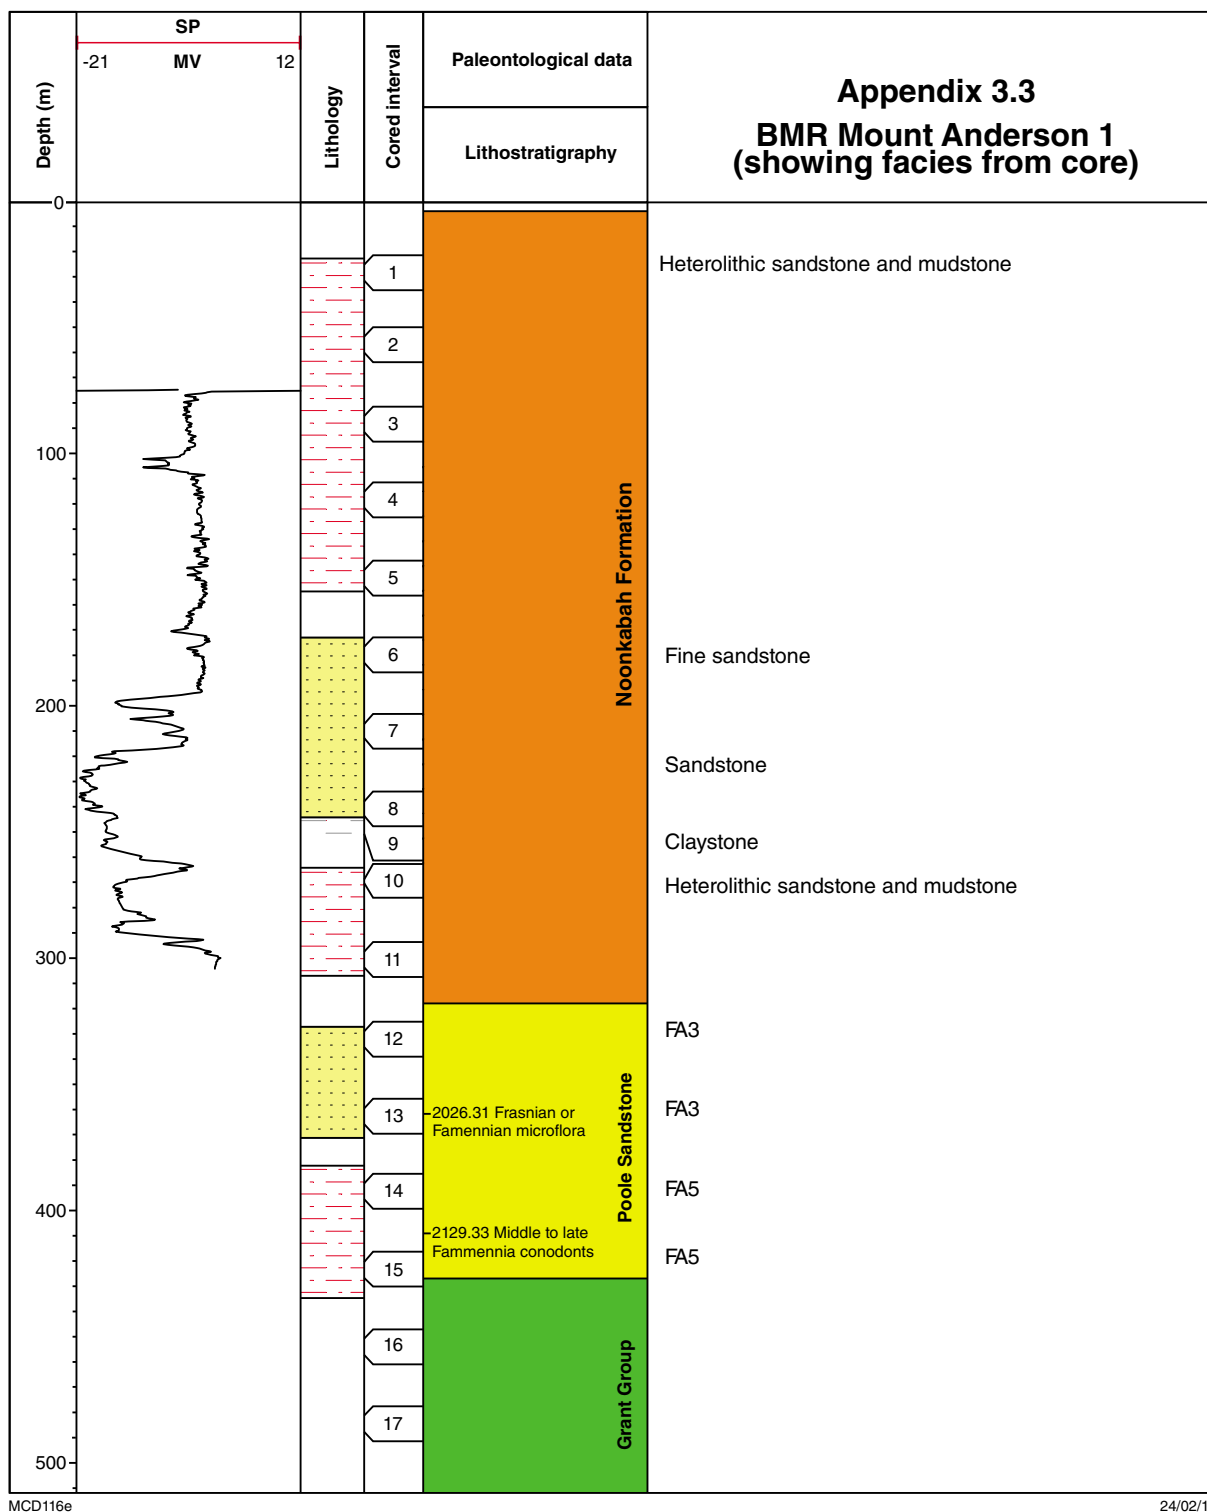 SP
-21 MV 12
Depth (m)
Lithology
Cored interval
Paleontological data
Lithostratigraphy
Appendix 3.3
BMR Mount Anderson 1
(showing facies from core)
0
100
200
300
400
500
1
2
3
4
5
6
7
8
9
10
11
12
13
14
15
16
17
Noonkabah Formation
Poole Sandstone
Grant Group
2026.31 Frasnian or
Famennian microflora
2129.33 Middle to late
Fammennia conodonts
Heterolithic sandstone and mudstone
Fine sandstone
Sandstone
Claystone
Heterolithic sandstone and mudstone
FA3
FA3
FA5
FA5
MCD116e
24/02/1